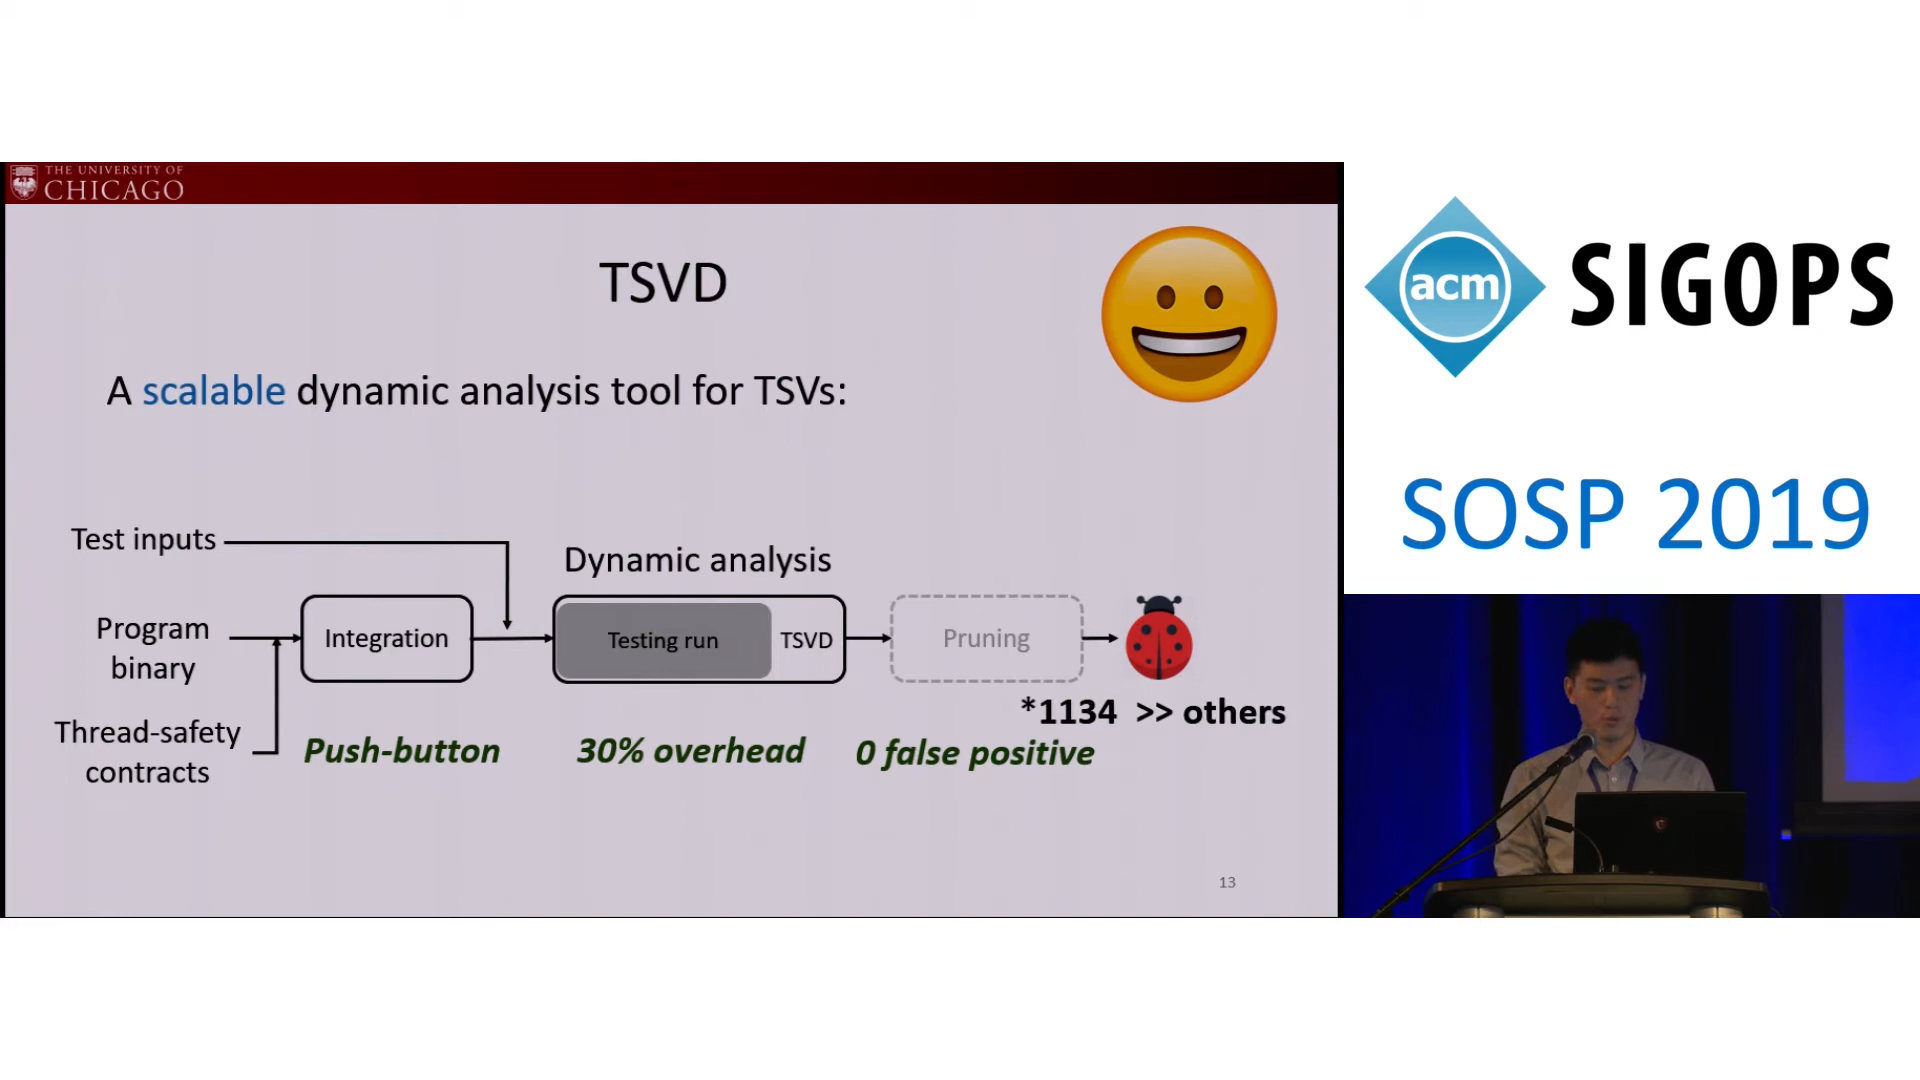 THE UNIVERSITY OF
CHICAGO
TSVD
A scalable dynamic analysis tool for TSVs:
Test inputs
Dynamic analysis
Program
binary
Integration
Testing run
TSVD
Pruning
*1134 >> others
Thread-safety
contracts
Push-button
30% overhead
0 false positive
13
acm
SIGOPS
SOSP 2019